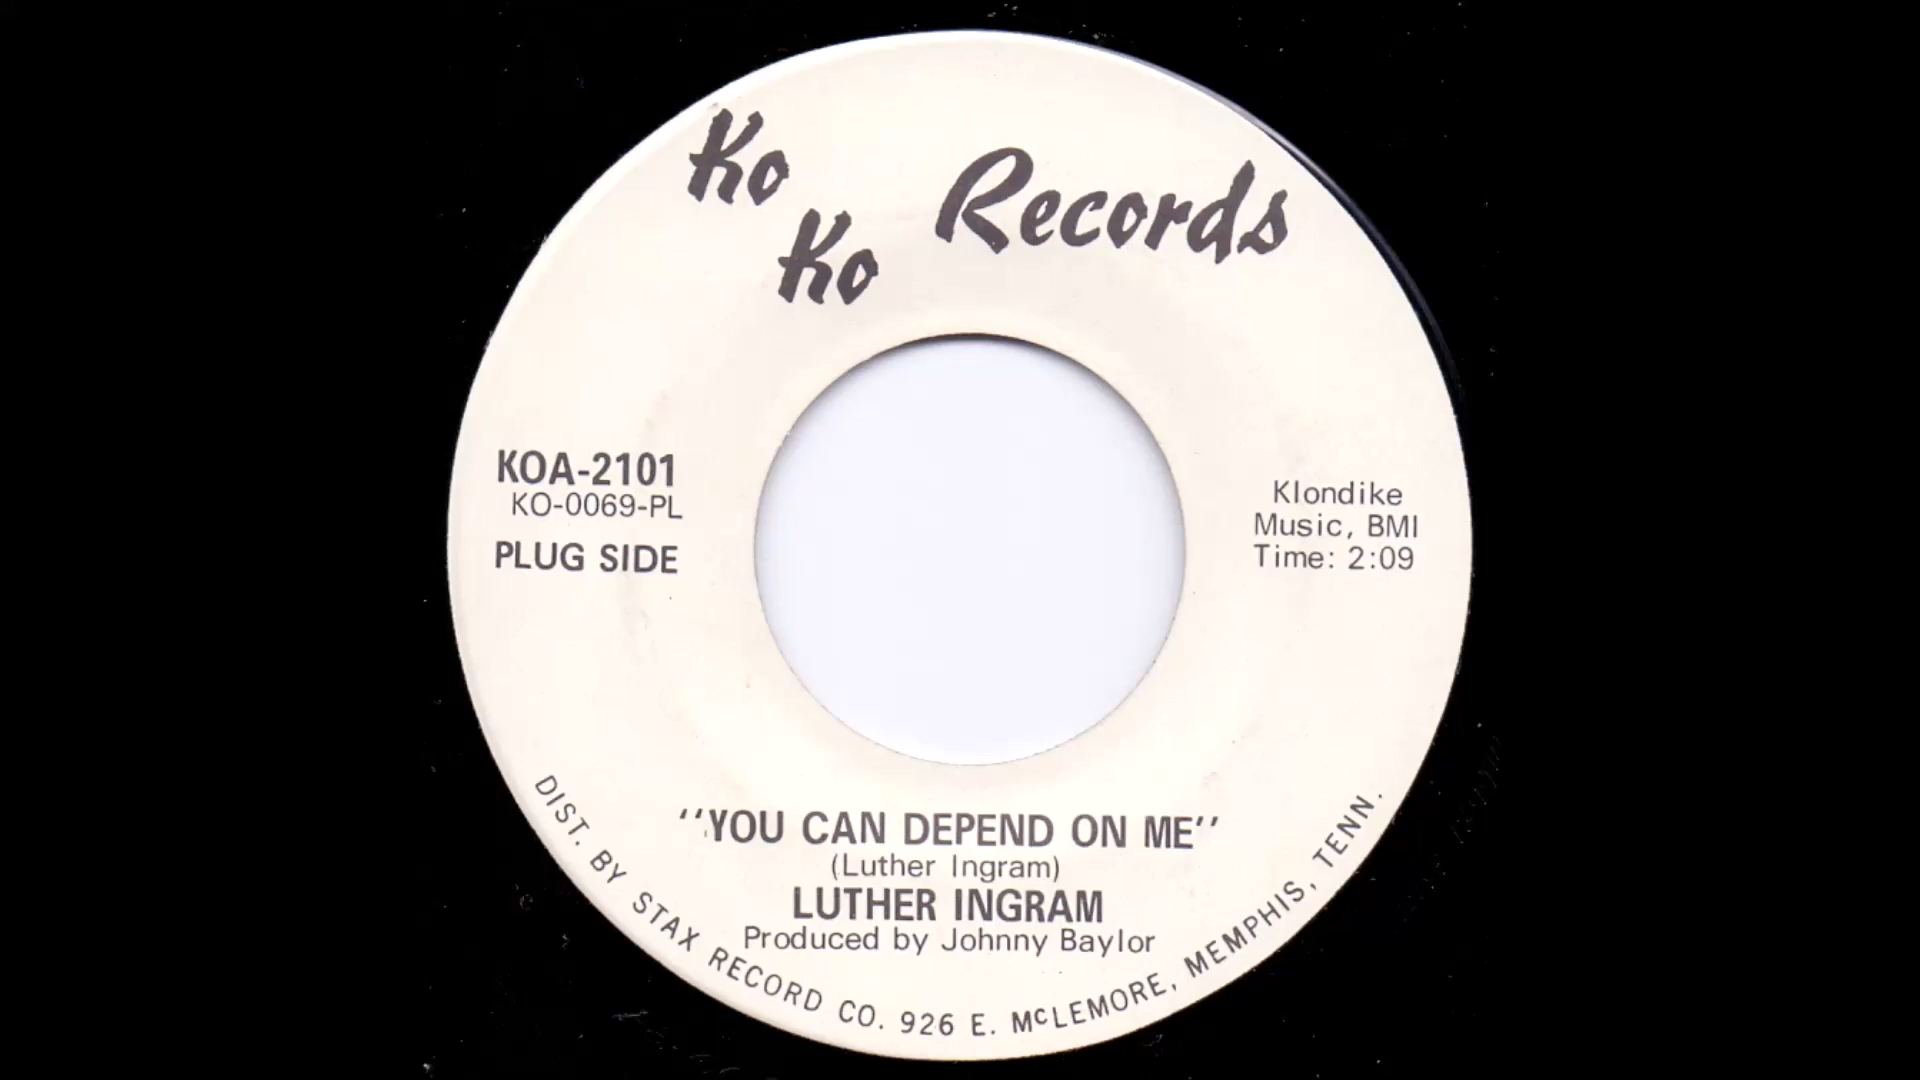 Ko
Ko Records
KOA-2101
KO-0069-PL
PLUG SIDE
Klondike
Music, BMI
Time: 2:09
"YOU CAN DEPEND ON ME"
(Luther Ingram)
LUTHER INGRAM
Produced by Johnny Baylor
DIST. BY STAX RECORD CO. 926 E. McLEMORE, MEMPHIS, TENN.